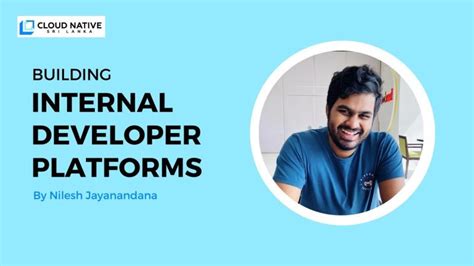 CLOUD NATIVE
SRI LANKA
BUILDING
INTERNAL
DEVELOPER
PLATFORMS
By Nilesh Jayanandana